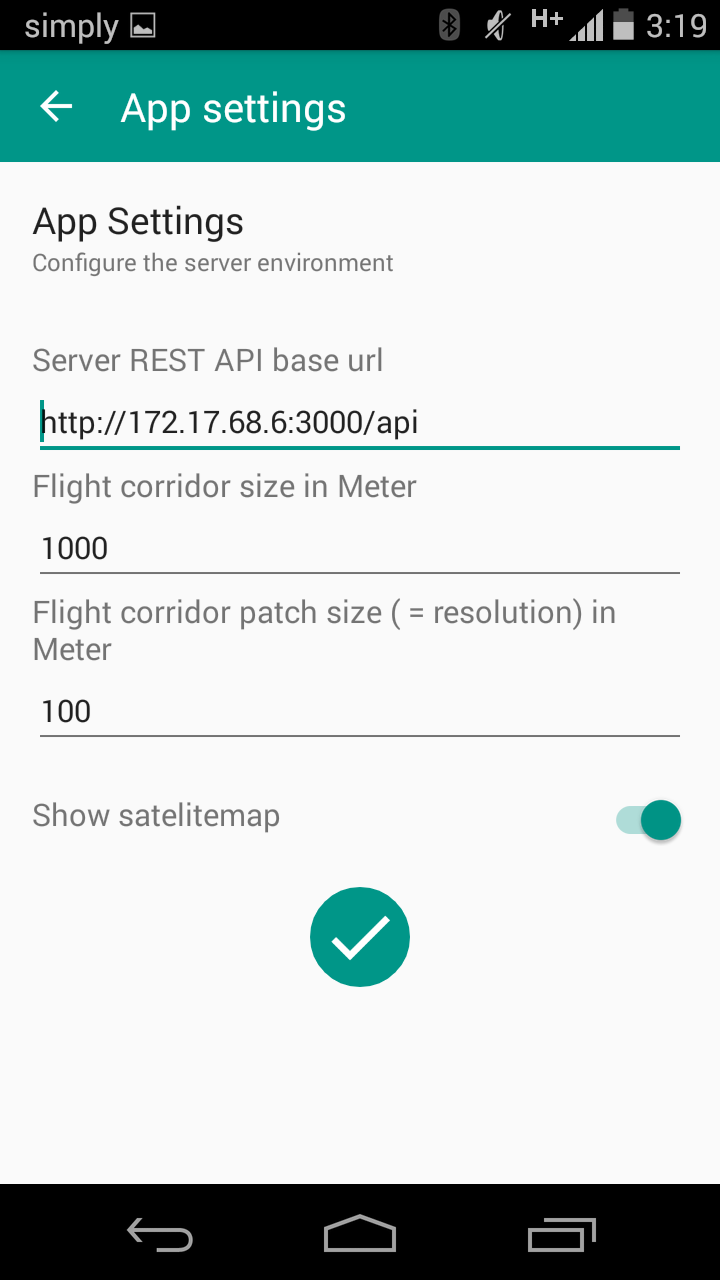 simply H+ 3:19
App settings
App Settings
Configure the server environment
Server REST API base url
http://172.17.68.6:3000/api
Flight corridor size in Meter
1000
Flight corridor patch size ( = resolution) in
Meter
100
Show satelitemap